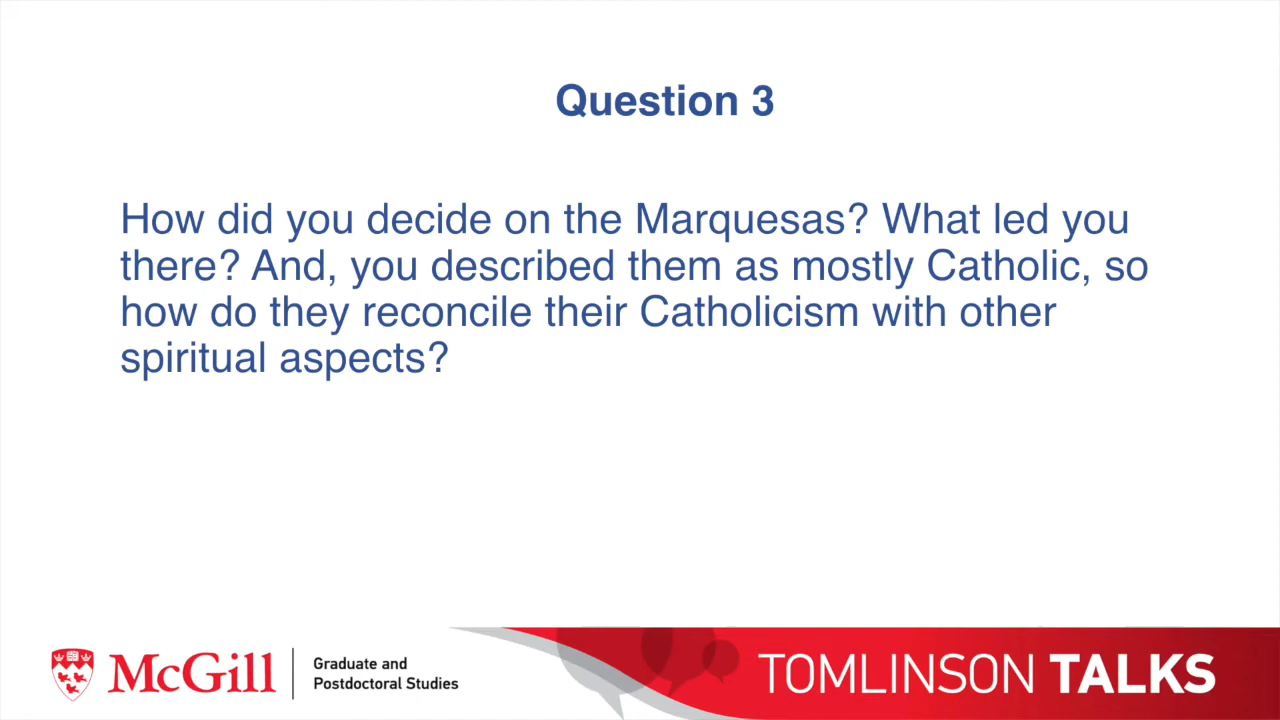 Question 3
How did you decide on the Marquesas? What led you
there? And, you described them as mostly Catholic, so
how do they reconcile their Catholicism with other
spiritual aspects?
McGill
Graduate and
Postdoctoral Studies
TOMLINSON TALKS